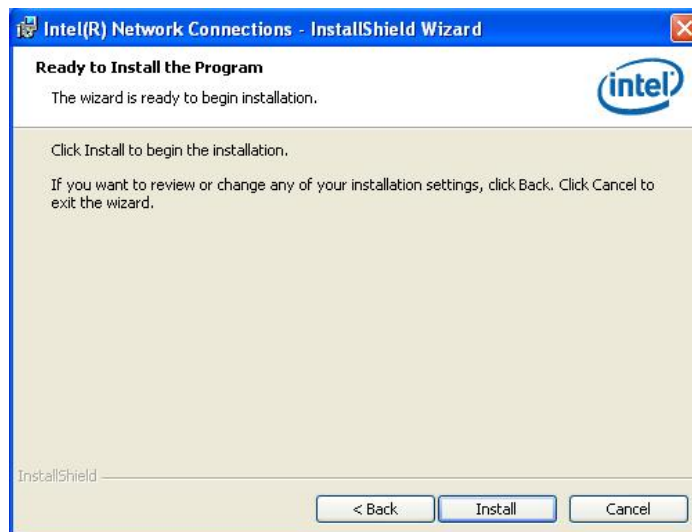 Intel(R) Network Connections - InstallShield Wizard
Ready to Install the Program
The wizard is ready to begin installation.
intel
Click Install to begin the installation.
If you want to review or change any of your installation settings, click Back. Click Cancel to
exit the wizard.
InstallShield
< Back
Install
Cancel